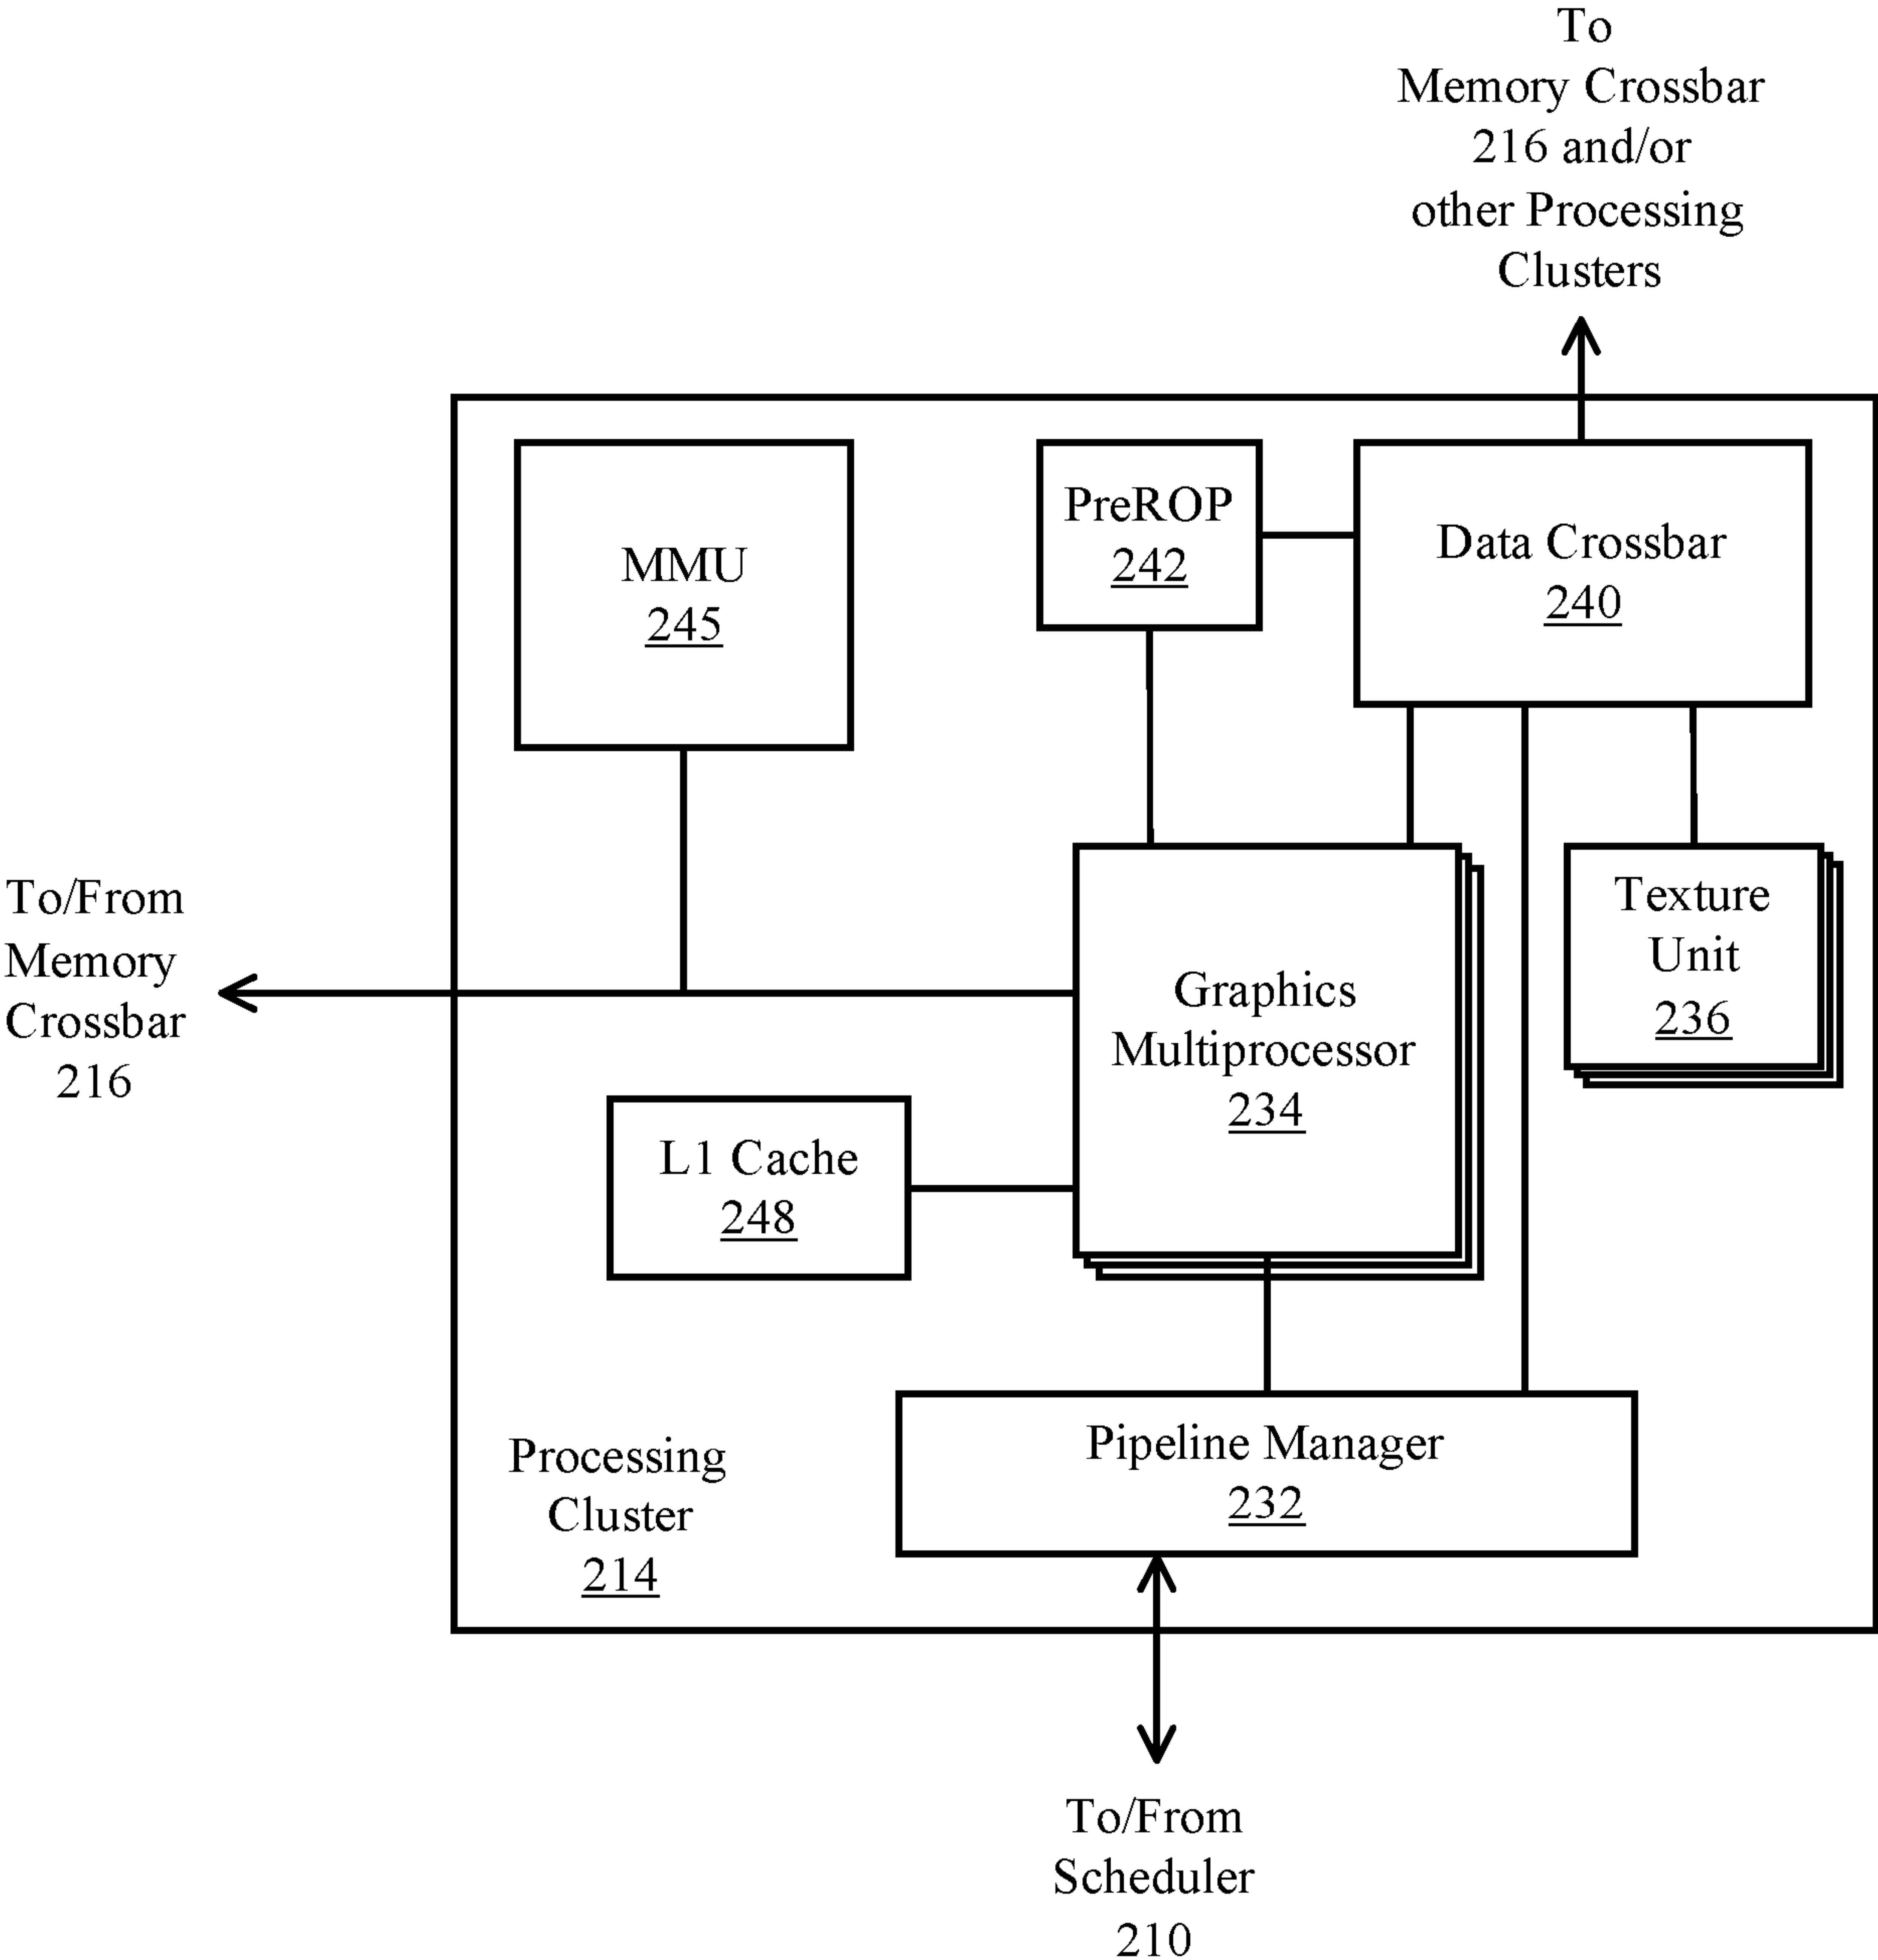 To
Memory Crossbar
216 and/or
other Processing
Clusters
MMU
245
PreROP
242
Data Crossbar
240
To/From
Memory
Crossbar
216
Graphics
Multiprocessor
234
Texture
Unit
236
L1 Cache
248
Processing
Cluster
214
Pipeline Manager
232
To/From
Scheduler
210